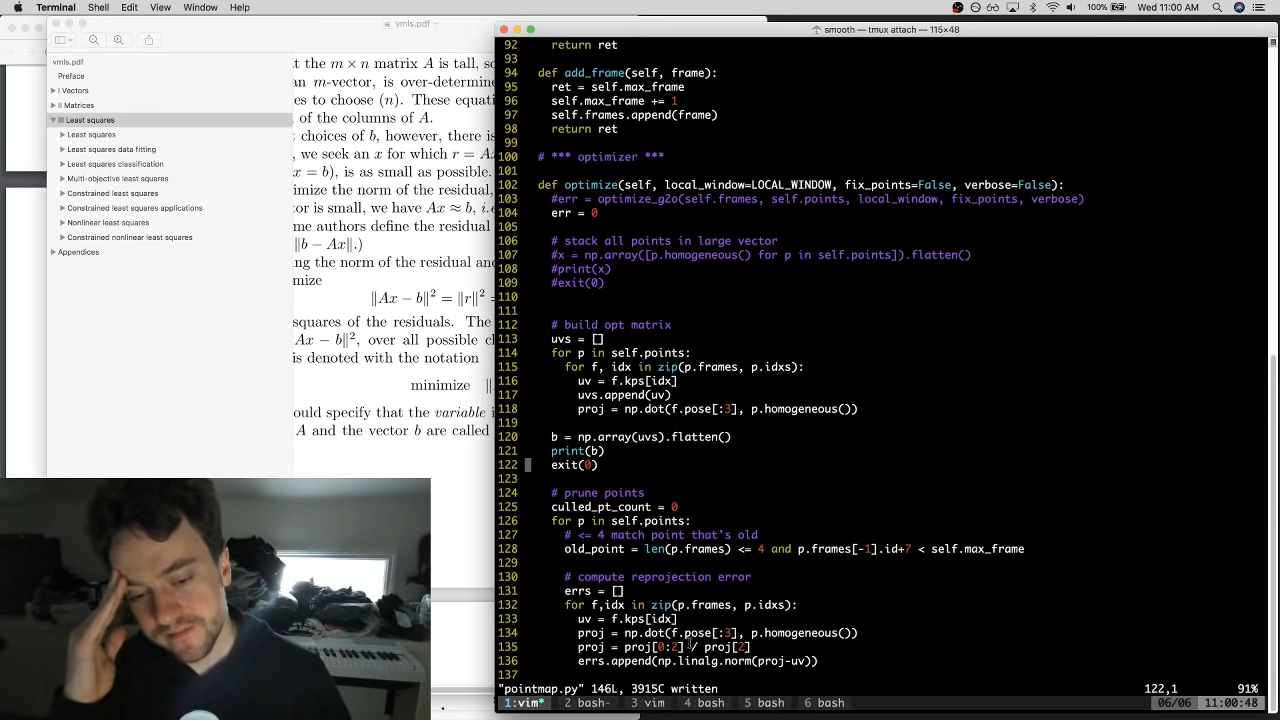 Terminal Shell Edit View Window Help 100% Wed 11:00 AM
vmls.pdf
smooth — tmux attach — 115×48
vmls.pdf
Preface
I Vectors
II Matrices
Least squares
Least squares
Least squares data fitting
Least squares classification
Multi-objective least squares
Constrained least squares
Constrained least squares applications
Nonlinear least squares
Constrained nonlinear least squares
Appendices
t the m × n matrix A is tall, so
an m-vector, is over-determine
es to choose (n). These equati
of the columns of A.
choices of b, however, there is
, we seek an x for which r = Ax
x = b), is as small as possible.
imize the norm of the residual,
tor is small, we have Ax ≈ b, i.e
me authors define the residual
‖b − Ax‖.)
ng the norm of the residual and
mize
‖Ax − b‖² = ‖r‖² =
squares of the residuals. The
Ax − b‖², over all possible c
is denoted with the notation
minimize ‖
ould specify that the variable i
A and the vector b are called
92 return ret
93
94 def add_frame(self, frame):
95 ret = self.max_frame
96 self.max_frame += 1
97 self.frames.append(frame)
98 return ret
99
100 # *** optimizer ***
101
102 def optimize(self, local_window=LOCAL_WINDOW, fix_points=False, verbose=False):
103 #err = optimize_g2o(self.frames, self.points, local_window, fix_points, verbose)
104 err = 0
105
106 # stack all points in large vector
107 #x = np.array([p.homogeneous() for p in self.points]).flatten()
108 #print(x)
109 #exit(0)
110
111
112 # build opt matrix
113 uvs = []
114 for p in self.points:
115 for f, idx in zip(p.frames, p.idxs):
116 uv = f.kps[idx]
117 uvs.append(uv)
118 proj = np.dot(f.pose[:3], p.homogeneous())
119
120 b = np.array(uvs).flatten()
121 print(b)
122 exit(0)
123
124 # prune points
125 culled_pt_count = 0
126 for p in self.points:
127 # <= 4 match point that's old
128 old_point = len(p.frames) <= 4 and p.frames[-1].id+7 < self.max_frame
129
130 # compute reprojection error
131 errs = []
132 for f,idx in zip(p.frames, p.idxs):
133 uv = f.kps[idx]
134 proj = np.dot(f.pose[:3], p.homogeneous())
135 proj = proj[0:2] / proj[2]
136 errs.append(np.linalg.norm(proj-uv))
137
"pointmap.py" 146L, 3915C written 122,1 91%
1:vim* 2 bash- 3 vim 4 bash 5 bash 6 bash 06/06 11:00:48